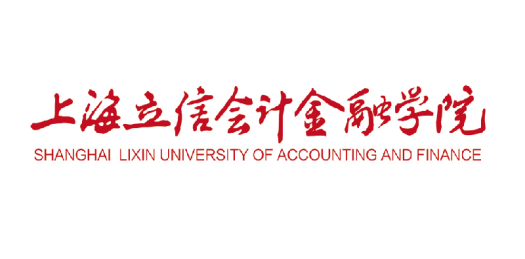 上海立信会计金融学院
SHANGHAI LIXIN UNIVERSITY OF ACCOUNTING AND FINANCE